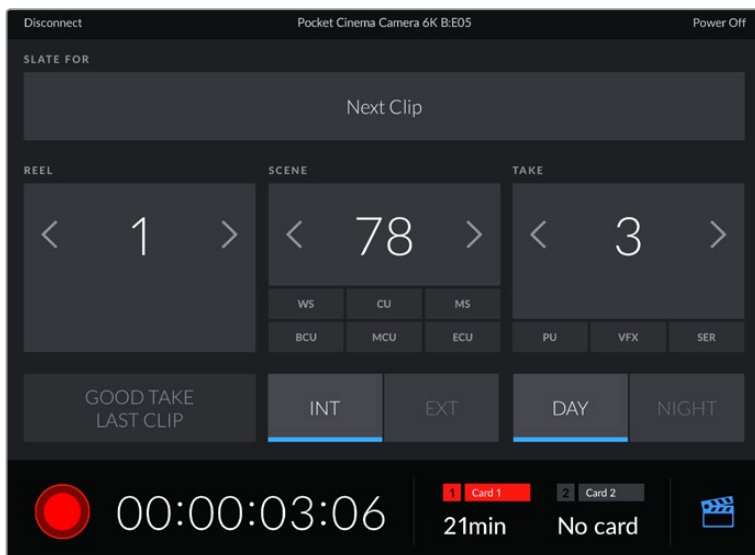 Disconnect Pocket Cinema Camera 6K B:E05 Power Off
SLATE FOR
Next Clip
REEL SCENE TAKE
1 78 3
WS CU MS
BCU MCU ECU PU VFX SER
GOOD TAKE
LAST CLIP
INT EXT DAY NIGHT
00:00:03:06
1 Card 1 2 Card 2
21min No card